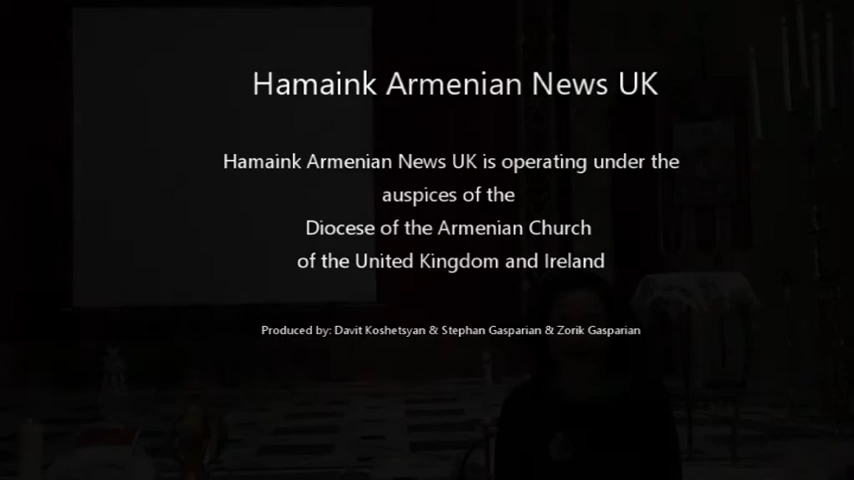 Hamaink Armenian News UK
Hamaink Armenian News UK is operating under the
auspices of the
Diocese of the Armenian Church
of the United Kingdom and Ireland
Produced by: Davit Koshetsyan & Stephan Gasparian & Zorik Gasparian